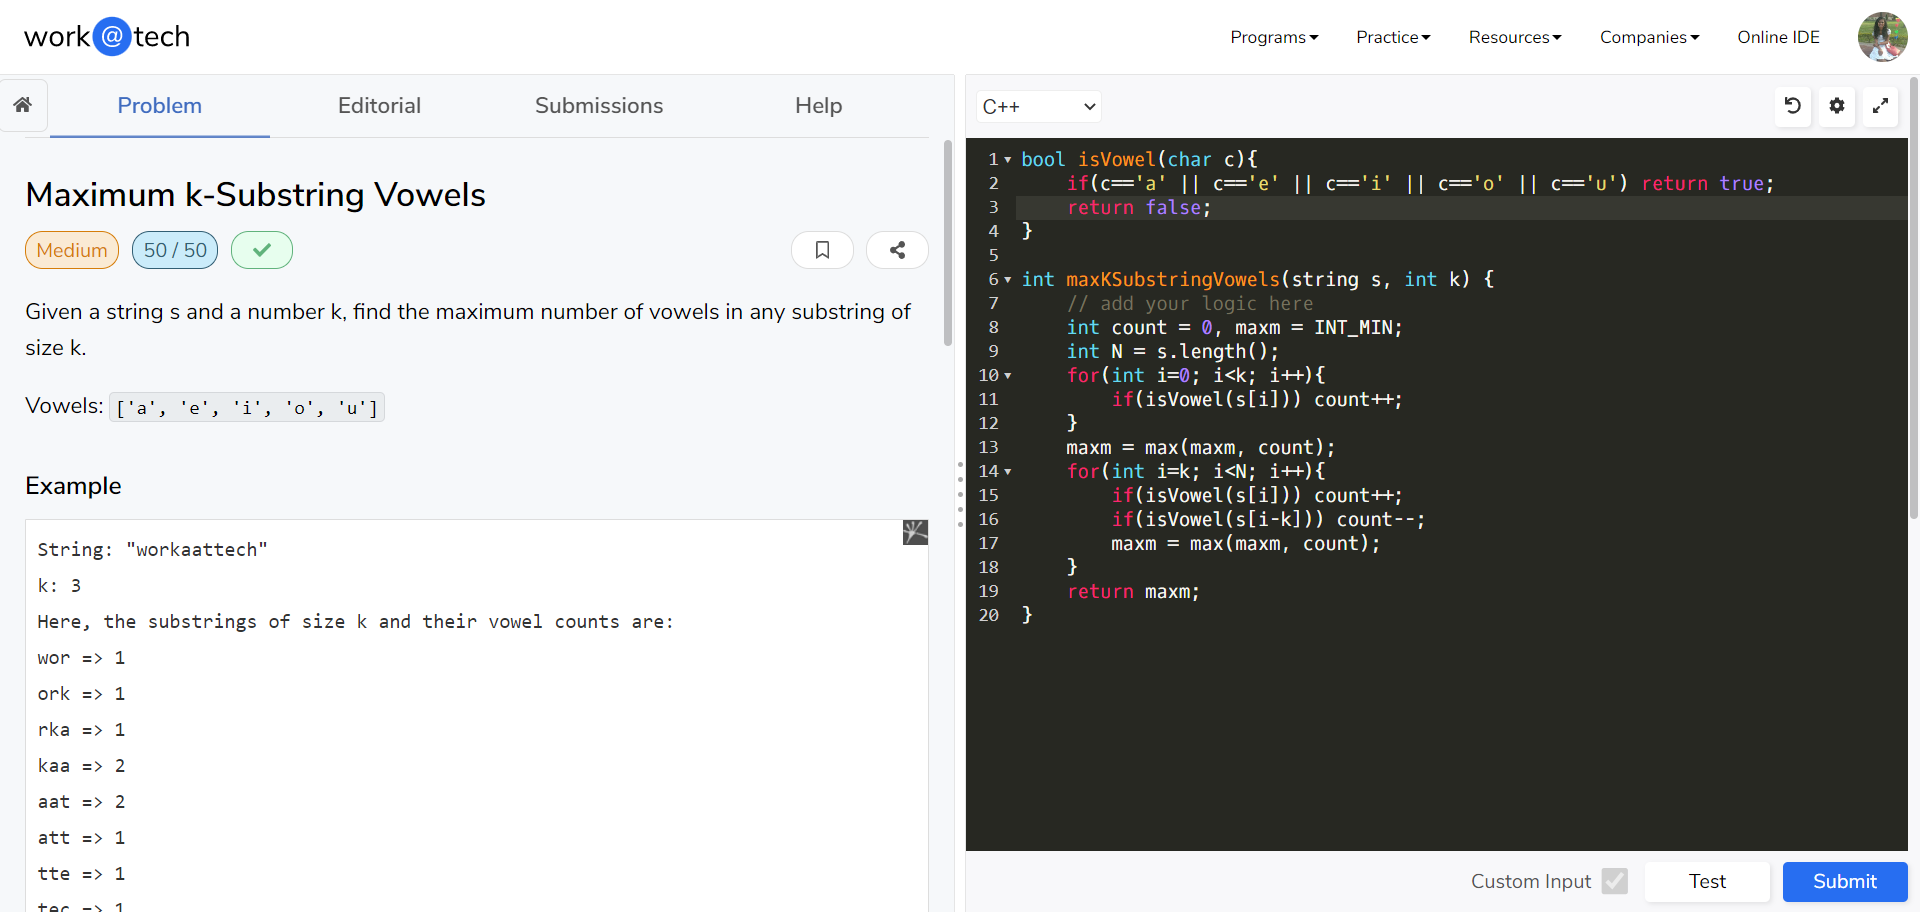 work@tech
Programs Practice Resources Companies Online IDE
Problem Editorial Submissions Help
Maximum k-Substring Vowels
Medium 50 / 50
Given a string s and a number k, find the maximum number of vowels in any substring of
size k.
Vowels: ['a', 'e', 'i', 'o', 'u']
Example
String: "workaattech"
k: 3
Here, the substrings of size k and their vowel counts are:
wor => 1
ork => 1
rka => 1
kaa => 2
aat => 2
att => 1
tte => 1
tec => 1
C++
1 bool isVowel(char c){
2     if(c=='a' || c=='e' || c=='i' || c=='o' || c=='u') return true;
3     return false;
4 }
5
6 int maxKSubstringVowels(string s, int k) {
7     // add your logic here
8     int count = 0, maxm = INT_MIN;
9     int N = s.length();
10     for(int i=0; i<k; i++){
11         if(isVowel(s[i])) count++;
12     }
13     maxm = max(maxm, count);
14     for(int i=k; i<N; i++){
15         if(isVowel(s[i])) count++;
16         if(isVowel(s[i-k])) count--;
17         maxm = max(maxm, count);
18     }
19     return maxm;
20 }
Custom Input Test Submit